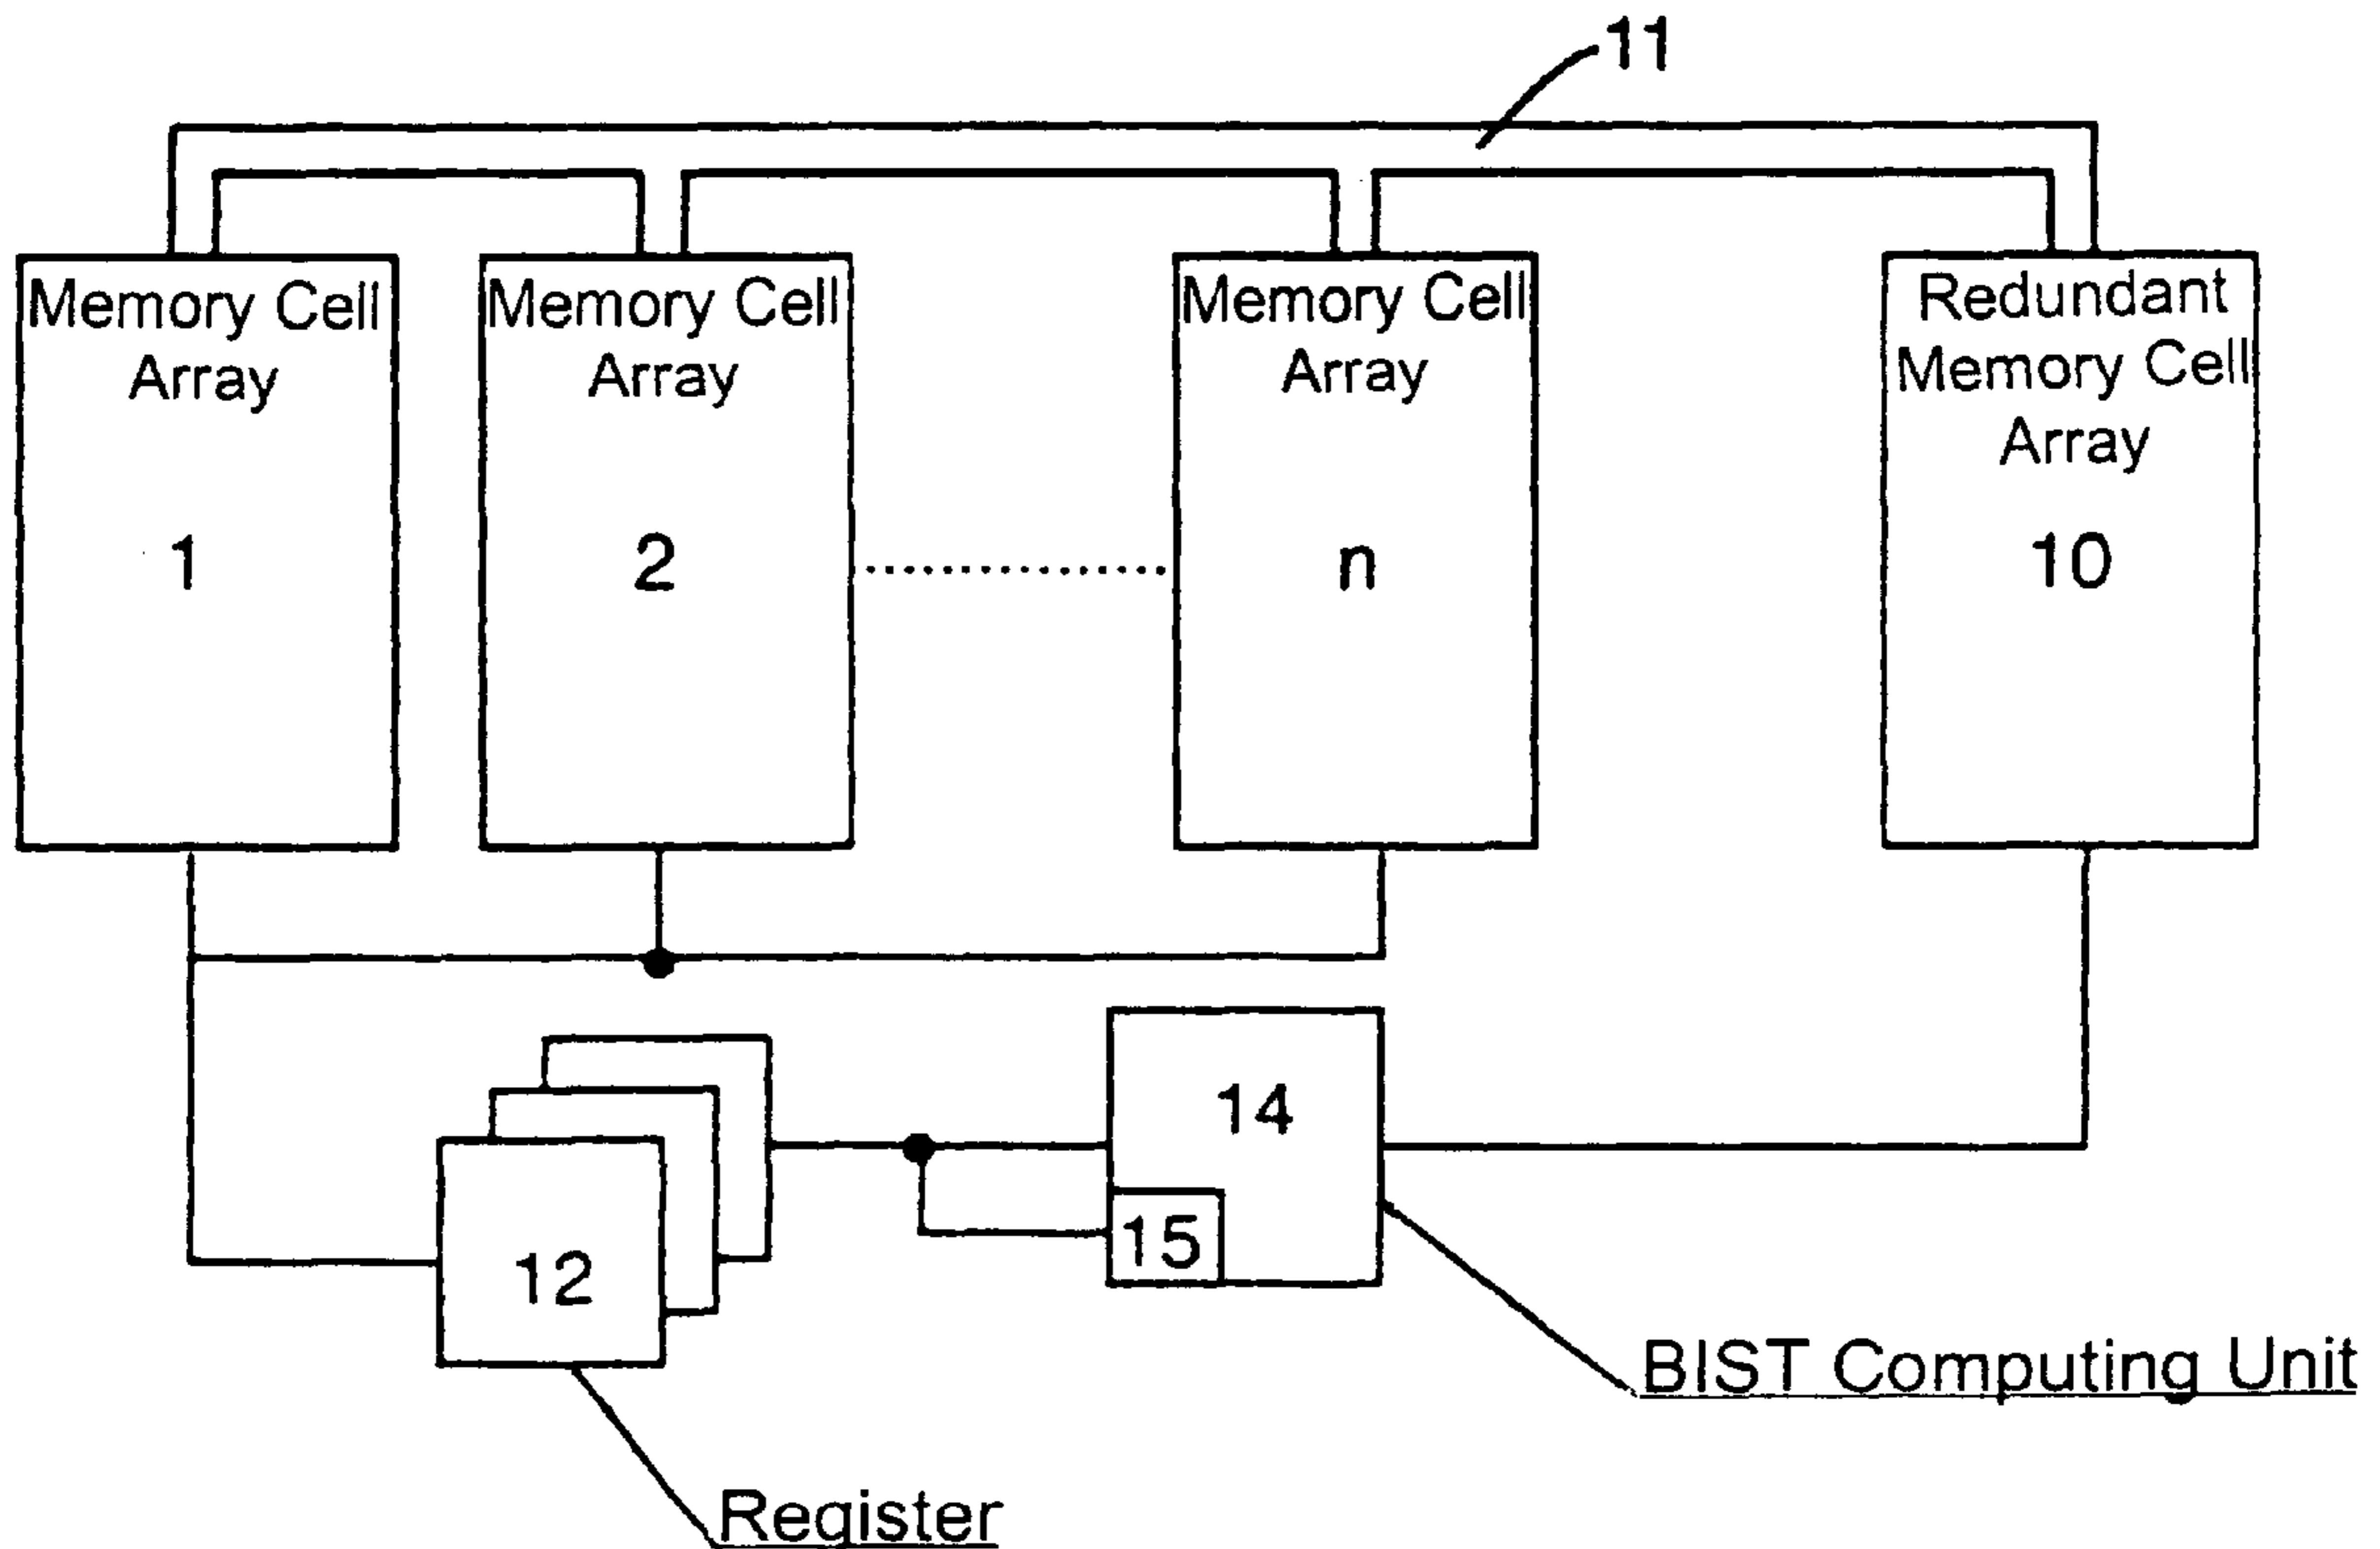 11
Memory Cell
Array
1
Memory Cell
Array
2
Memory Cell
Array
n
Redundant
Memory Cell
Array
10
14
15
12
BIST Computing Unit
Register